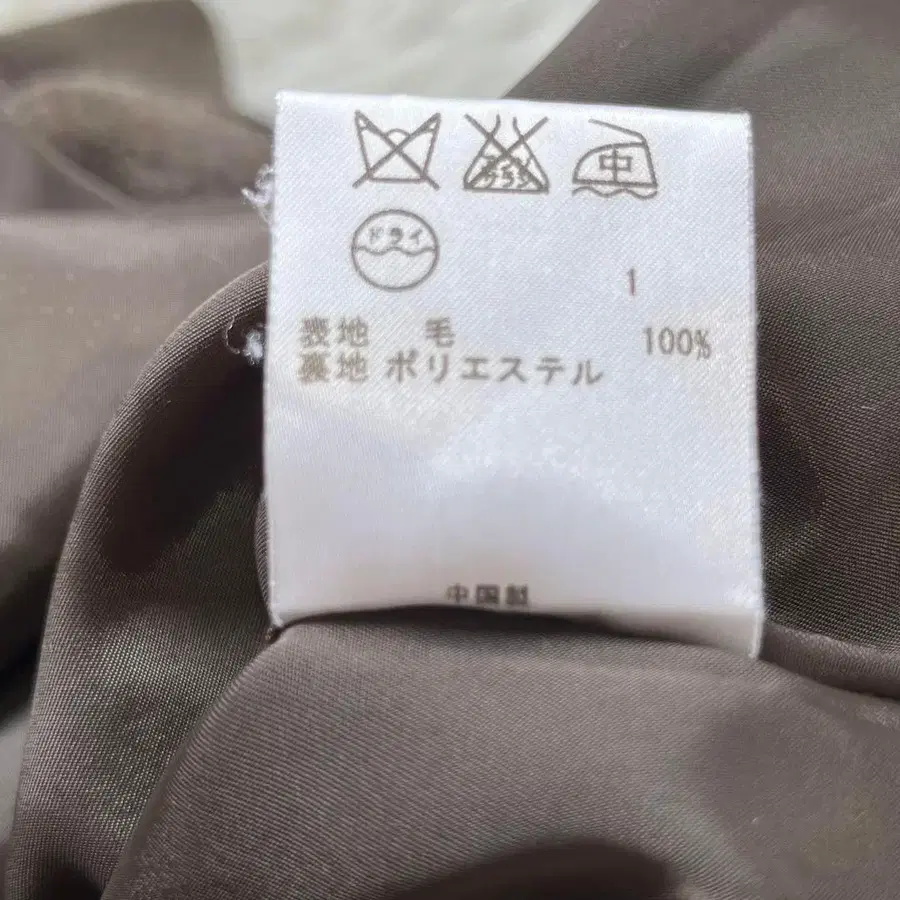 中
ドライ
1
表地 毛 100%
裏地 ポリエステル
中国製